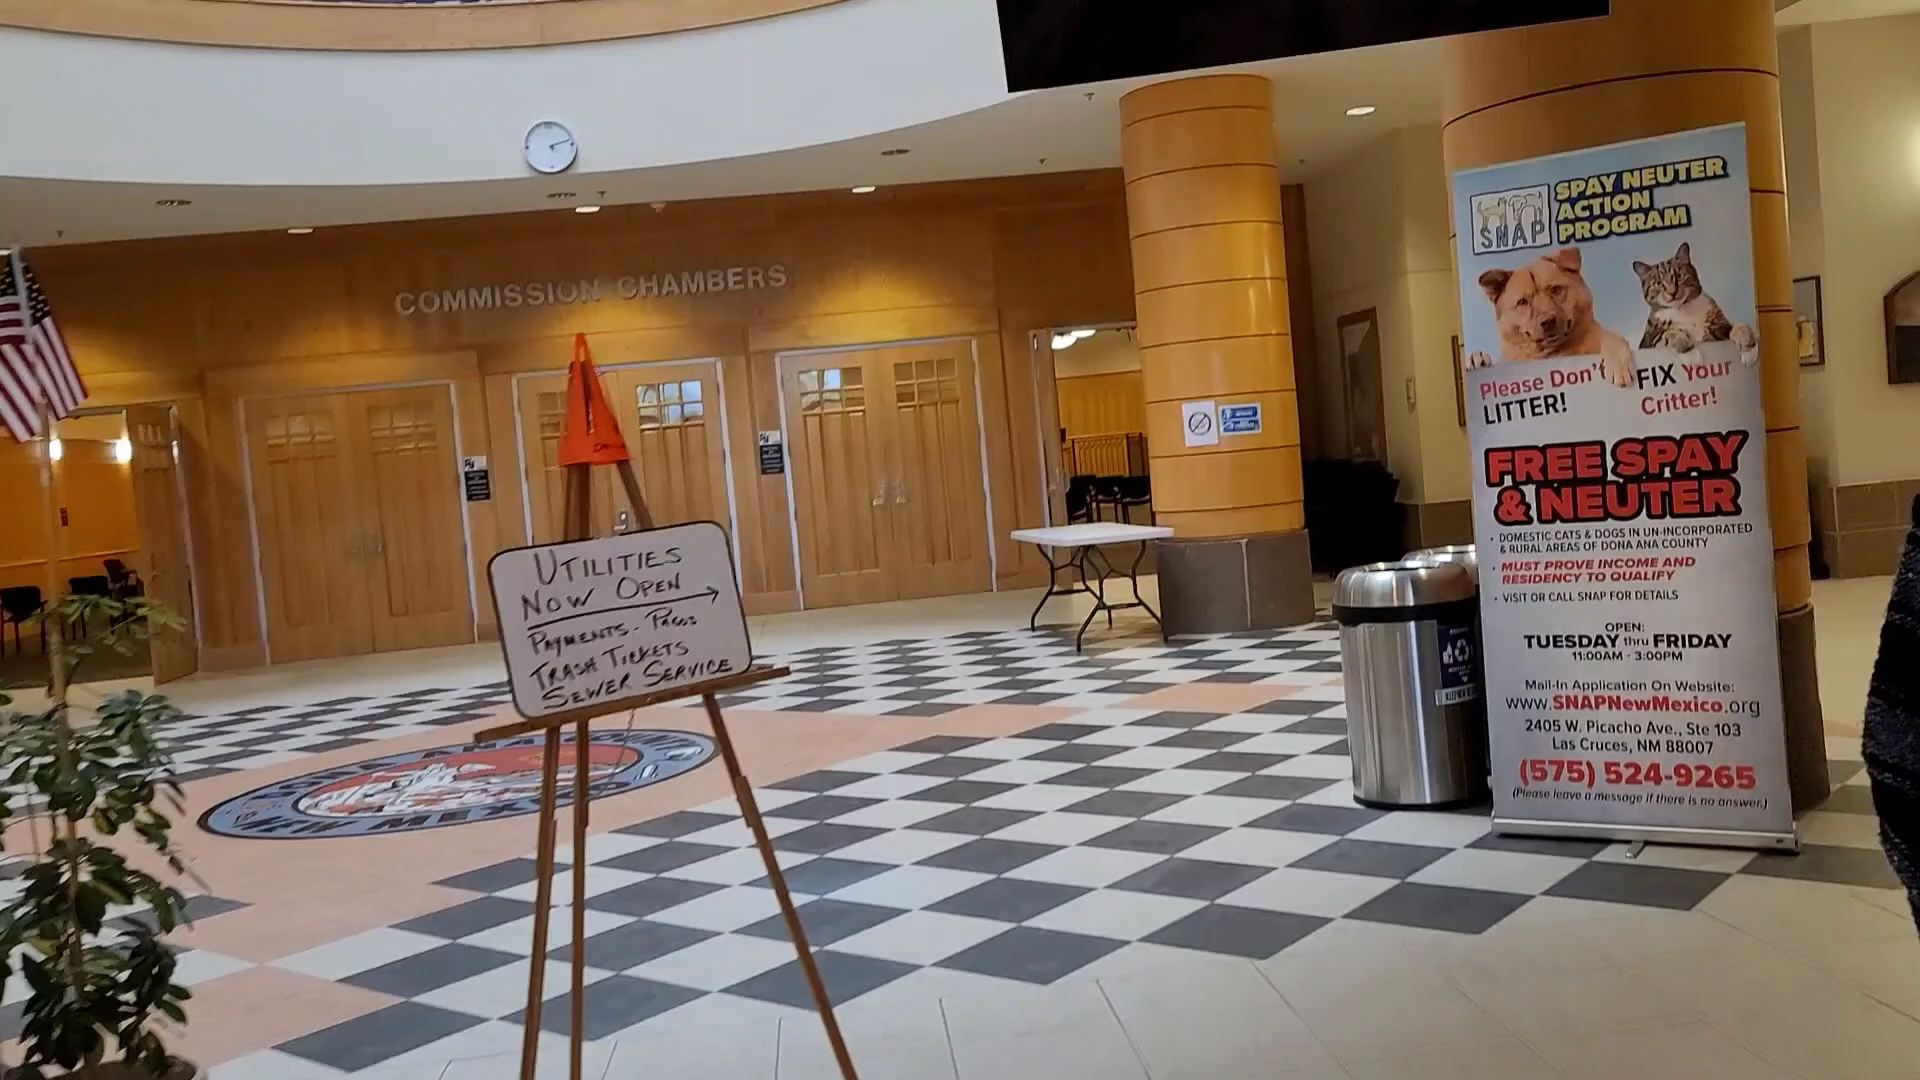 COMMISSION CHAMBERS
UTILITIES
NOW OPEN
PAYMENTS -
TRASH TICKETS
SEWER SERVICE
NEW MEXICO
SNAP
SPAY NEUTER
ACTION
PROGRAM
Please Don't
LITTER!
FIX Your
Critter!
FREE SPAY
& NEUTER
• DOMESTIC CATS & DOGS IN UN-INCORPORATED
& RURAL AREAS OF DONA ANA COUNTY
• MUST PROVE INCOME AND
RESIDENCY TO QUALIFY
• VISIT OR CALL SNAP FOR DETAILS
OPEN:
TUESDAY thru FRIDAY
11:00AM - 3:00PM
Mail-In Application On Website:
www.SNAPNewMexico.org
2405 W. Picacho Ave., Ste 103
Las Cruces, NM 88007
(575) 524-9265
(Please leave a message if there is no answer.)